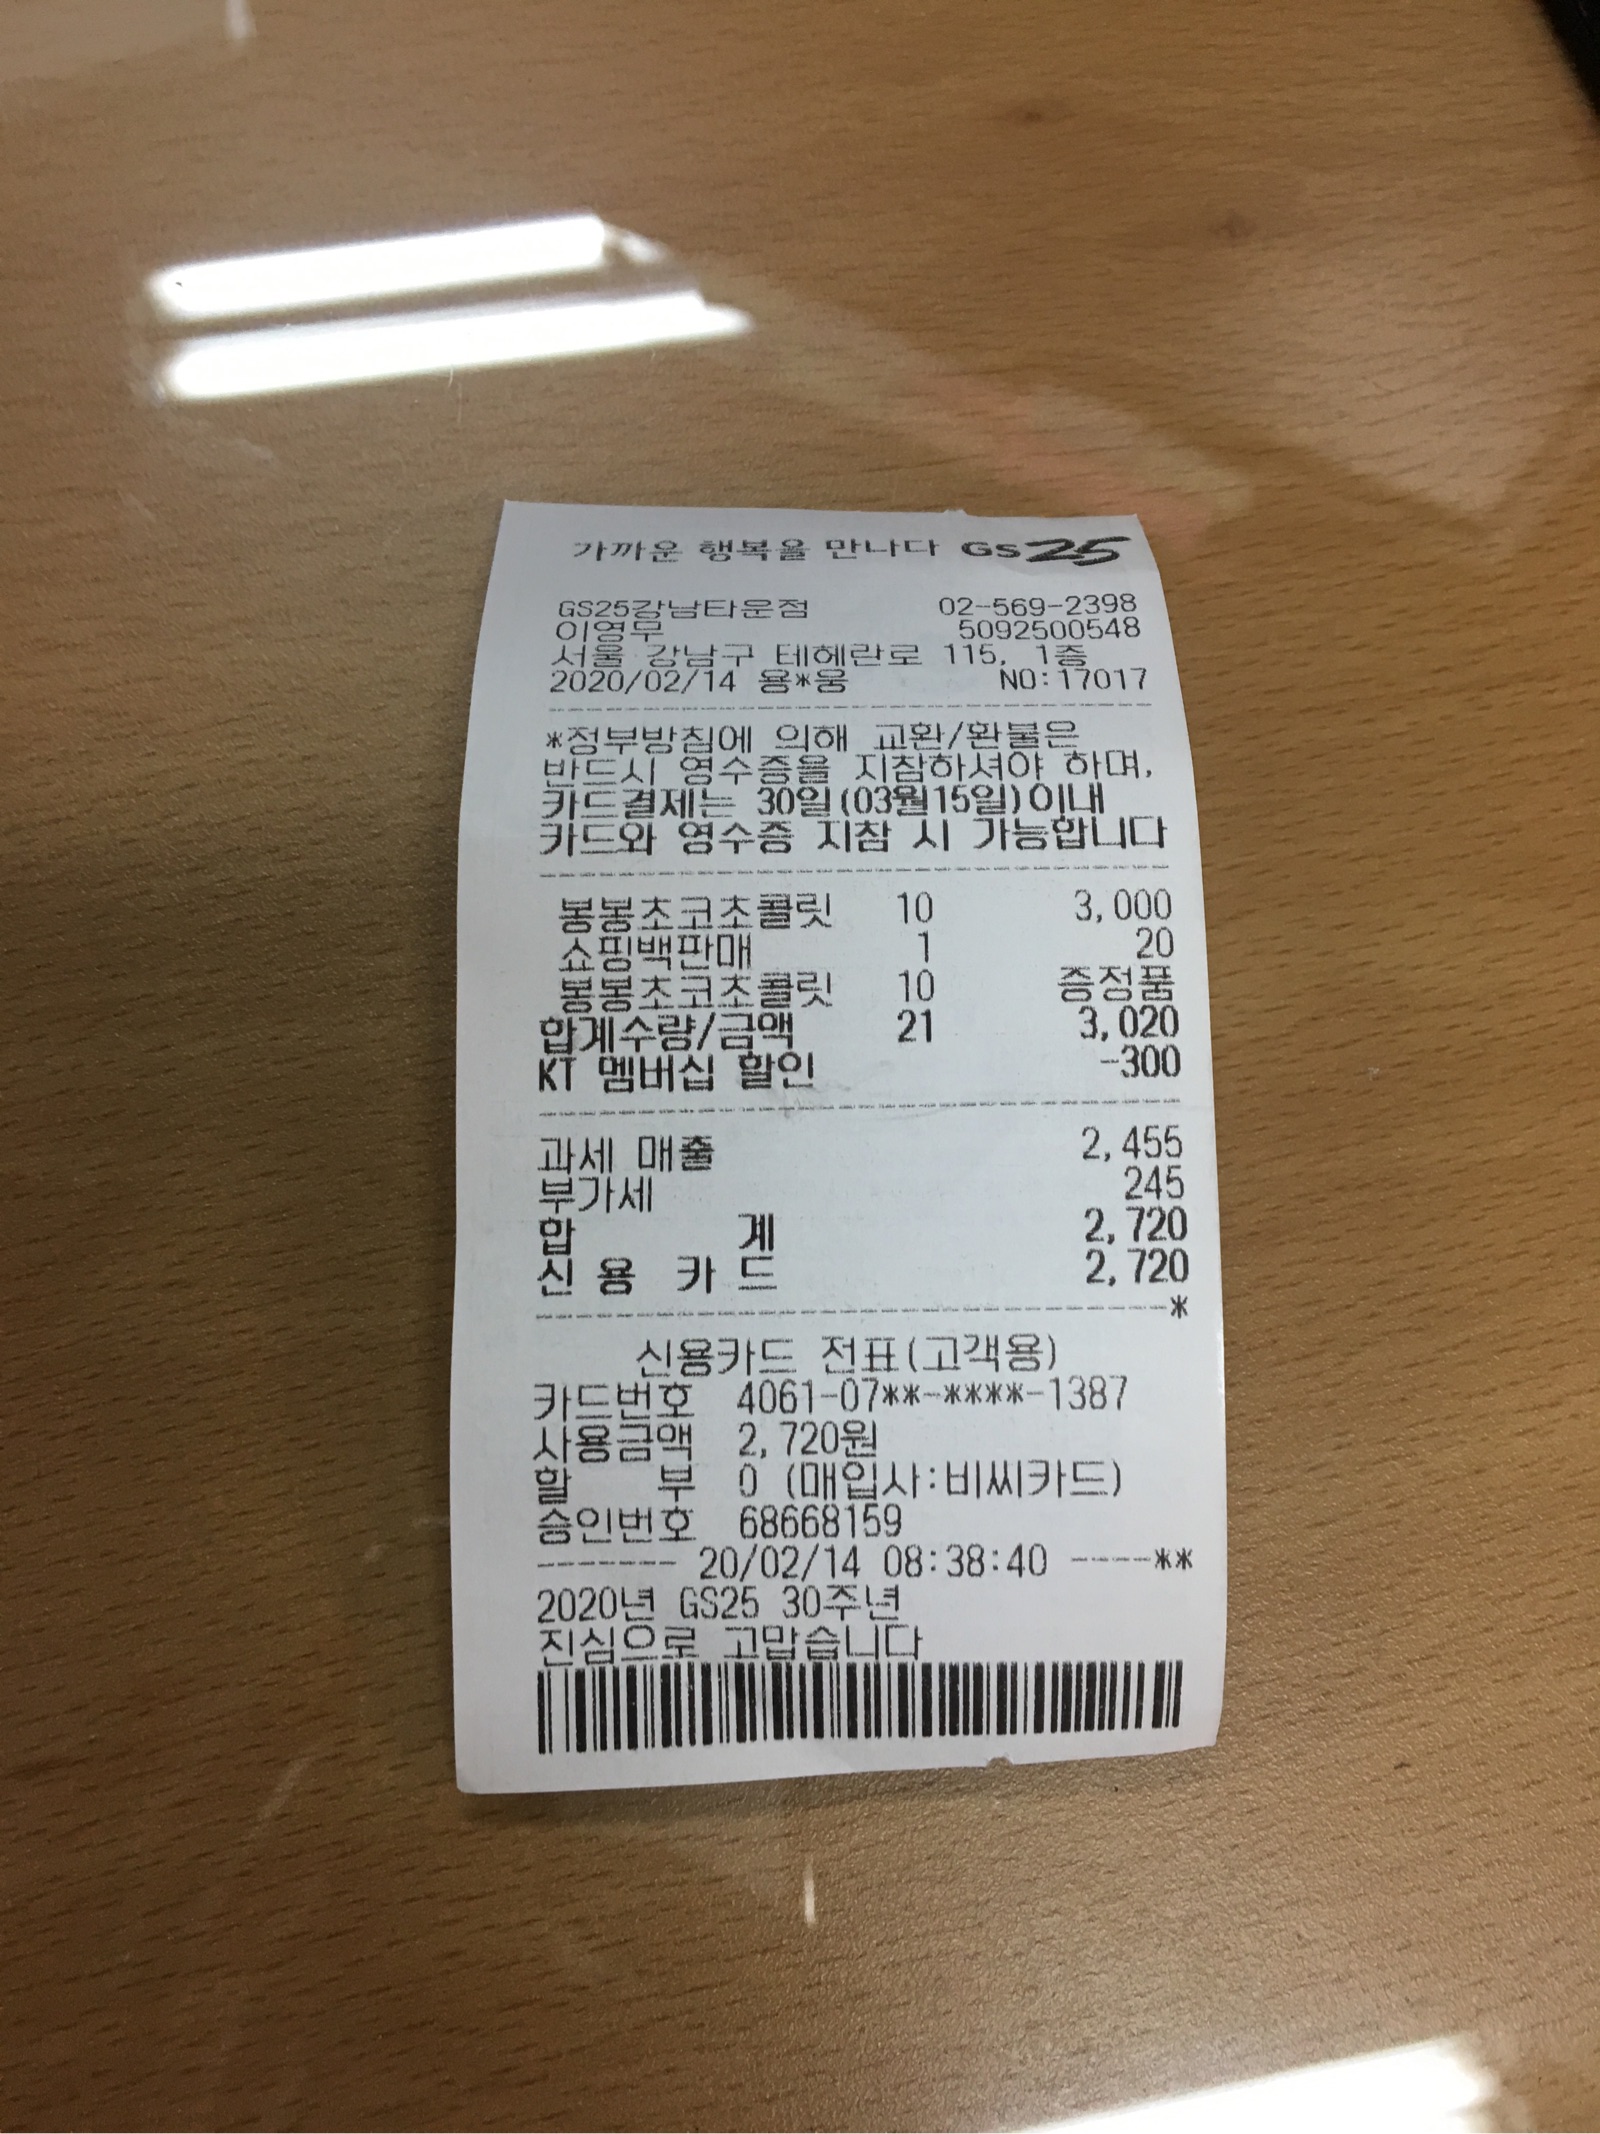 가까운 행복을 만나다 GS25
GS25강남타운점 02-569-2398
이영무 5092500548
서울 강남구 테헤란로 115, 1층
2020/02/14 용*웅 NO:17017
*정부방침에 의해 교환/환불은
반드시 영수증을 지참하셔야 하며,
카드결제는 30일(03월15일)이내
카드와 영수증 지참 시 가능합니다
봉봉초코초콜릿 10 3,000
쇼핑백판매 1 20
봉봉초코초콜릿 10 증정품
합계수량/금액 21 3,020
KT 멤버십 할인 -300
과세 매출 2,455
부가세 245
합 계 2,720
신 용 카 드 2,720
*
신용카드 전표(고객용)
카드번호 4061-07**-****-1387
사용금액 2,720원
할 부 0 (매입사:비씨카드)
승인번호 68668159
------- 20/02/14 08:38:40 ----**
2020년 GS25 30주년
진심으로 고맙습니다